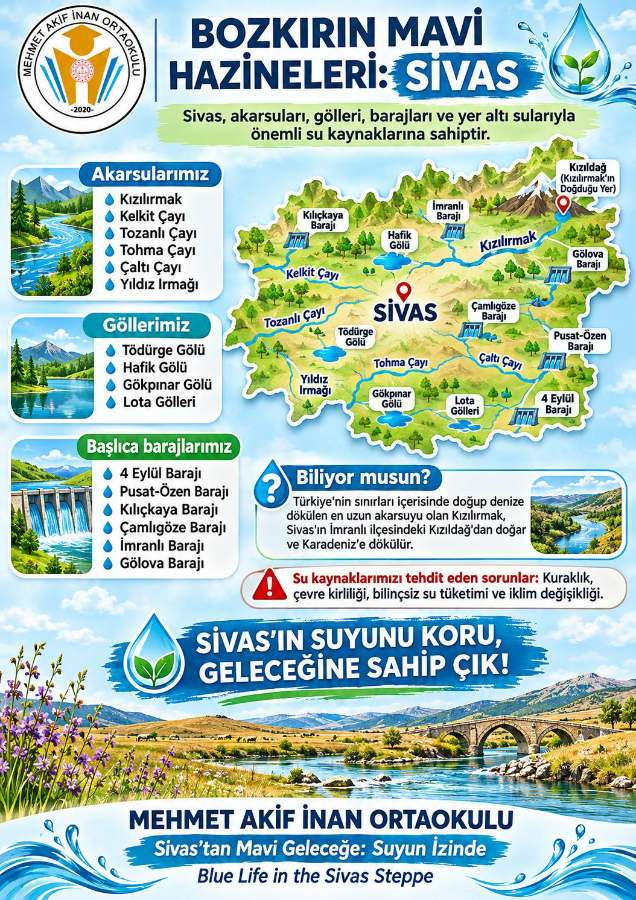 MEHMET AKİF İNAN ORTAOKULU
-2020-
BOZKIRIN MAVİ
HAZİNELERİ: SİVAS
Sivas, akarsuları, gölleri, barajları ve yer altı sularıyla
önemli su kaynaklarına sahiptir.
Akarsularımız
Kızılırmak
Kelkit Çayı
Tozanlı Çayı
Tohma Çayı
Çaltı Çayı
Yıldız Irmağı
Göllerimiz
Tödürge Gölü
Hafik Gölü
Gökpınar Gölü
Lota Gölleri
Başlıca barajlarımız
4 Eylül Barajı
Pusat-Özen Barajı
Kılıçkaya Barajı
Çamlıgöze Barajı
İmranlı Barajı
Gölova Barajı
Kızıldağ
(Kızılırmak'ın
Doğduğu Yer)
Kılıçkaya
Barajı
İmranlı
Barajı
Hafik
Gölü
Kızılırmak
Gölova
Barajı
Kelkit Çayı
SİVAS
Çamlıgöze
Barajı
Tozanlı Çayı
Tödürge
Gölü
Pusat-Özen
Barajı
Tohma Çayı
Çaltı Çayı
Yıldız
Irmağı
Gökpınar
Gölü
Lota
Gölleri
4 Eylül
Barajı
?
Biliyor musun?
Türkiye'nin sınırları içerisinde doğup denize
dökülen en uzun akarsuyu olan Kızılırmak,
Sivas'ın İmranlı ilçesindeki Kızıldağ'dan doğar
ve Karadeniz'e dökülür.
!
Su kaynaklarımızı tehdit eden sorunlar: Kuraklık,
çevre kirliliği, bilinçsiz su tüketimi ve iklim değişikliği.
SİVAS'IN SUYUNU KORU,
GELECEĞİNE SAHİP ÇIK!
MEHMET AKİF İNAN ORTAOKULU
Sivas'tan Mavi Geleceğe: Suyun İzinde
Blue Life in the Sivas Steppe